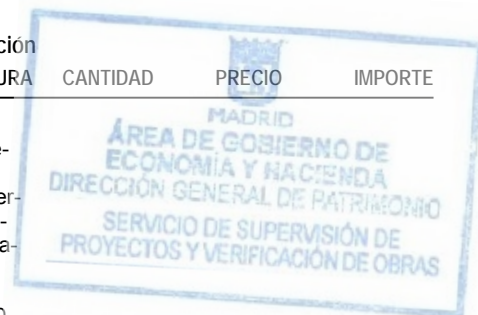 ción
URA CANTIDAD PRECIO IMPORTE
MADRID
ÁREA DE GOBIERNO DE
ECONOMÍA Y HACIENDA
DIRECCIÓN GENERAL DE PATRIMONIO
SERVICIO DE SUPERVISIÓN DE
PROYECTOS Y VERIFICACIÓN DE OBRAS
e-
er-
-
a-